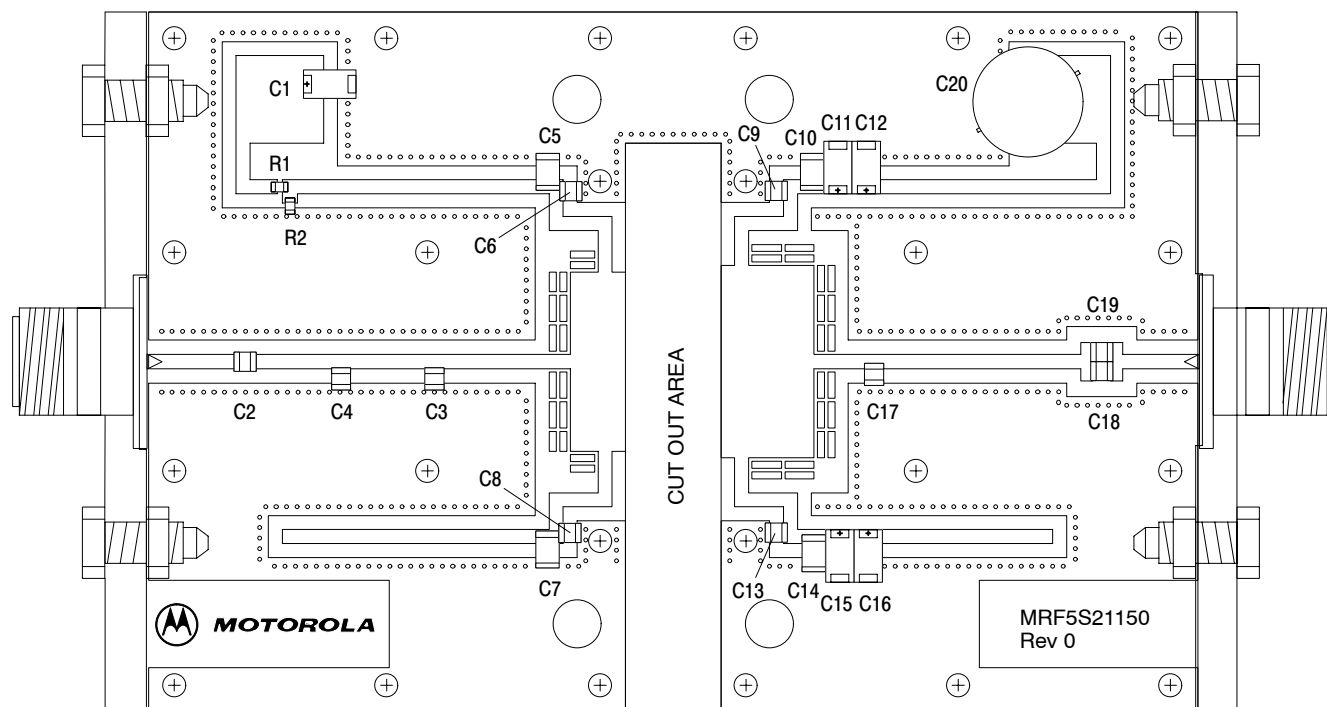 C1
C5
C9
C10
C11
C12
C20
R1
R2
C6
C19
C2
C4
C3
C17
C18
CUT OUT AREA
C8
C7
C13
C14
C15
C16
MOTOROLA
MRF5S21150
Rev 0